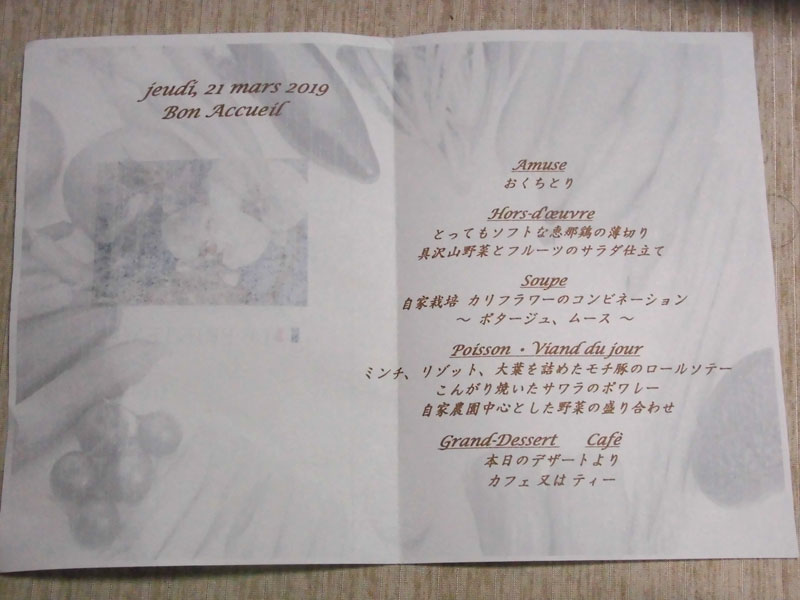 jeudi, 21 mars 2019
Bon Accueil
Amuse
おくちとり
Hors-d'œuvre
とってもソフトな恵那鶏の薄切り
具沢山野菜とフルーツのサラダ仕立て
Soupe
自家栽培 カリフラワーのコンビネーション
～ ポタージュ、ムース ～
Poisson ・ Viand du jour
ミンチ、リゾット、大葉を詰めたモチ豚のロールソテー
こんがり焼いたサワラのポワレー
自家農園中心とした野菜の盛り合わせ
Grand-Dessert Cafè
本日のデザートより
カフェ 又は ティー